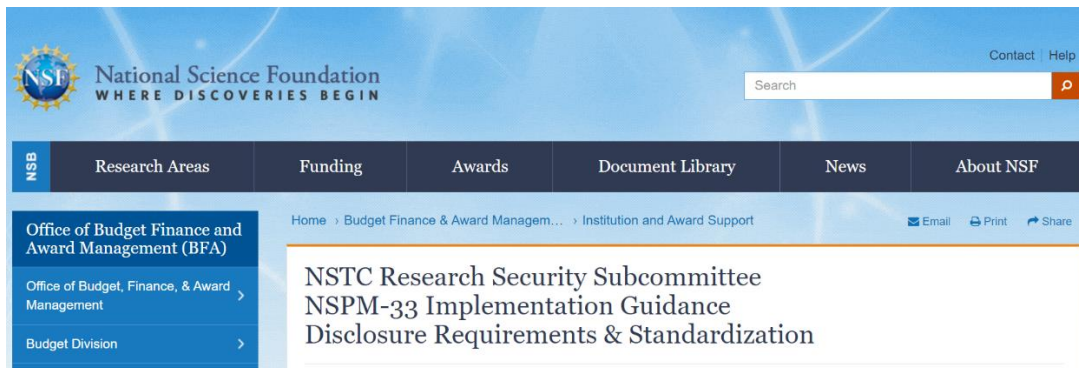 Contact | Help
NSF
National Science Foundation
WHERE DISCOVERIES BEGIN
Search
NSB
Research Areas
Funding
Awards
Document Library
News
About NSF
Home › Budget Finance & Award Managem... › Institution and Award Support
Email
Print
Share
Office of Budget Finance and
Award Management (BFA)
Office of Budget, Finance, & Award
Management
Budget Division
NSTC Research Security Subcommittee
NSPM-33 Implementation Guidance
Disclosure Requirements & Standardization